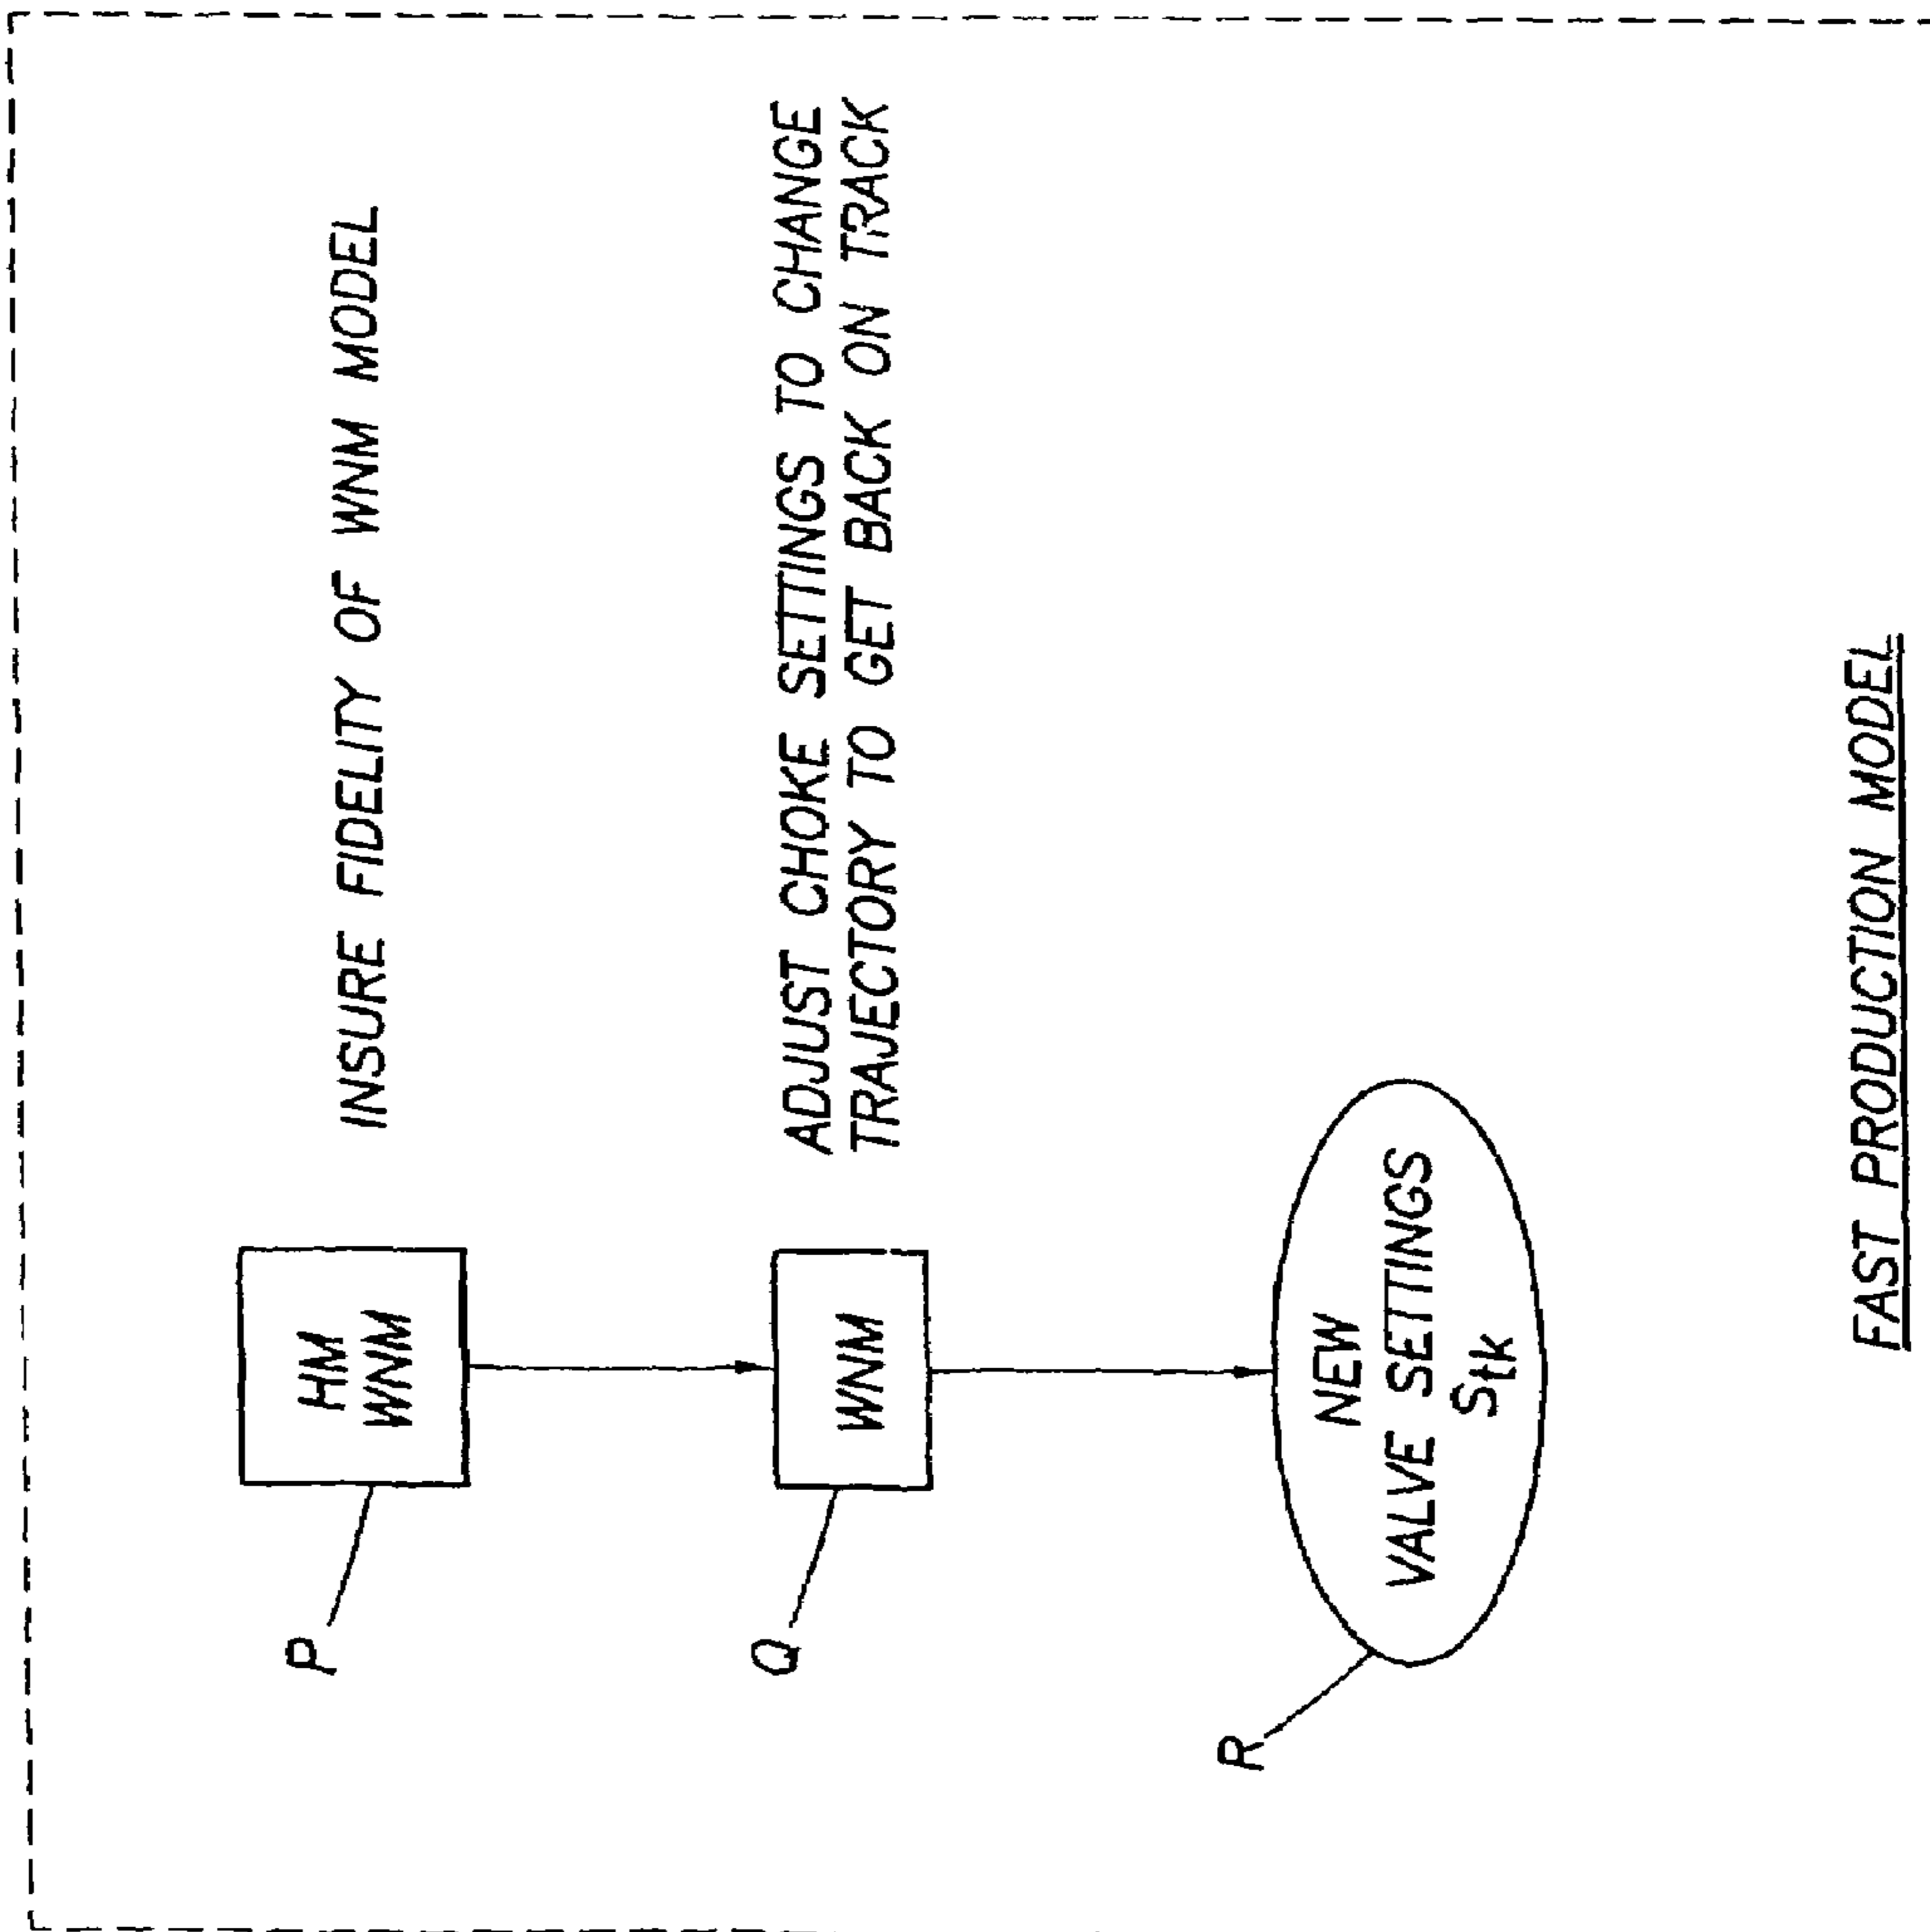 P
HM
WNM
INSURE FIDELITY OF WNM MODEL
Q
WNM
ADJUST CHOKE SETTINGS TO CHANGE
TRAJECTORY TO GET BACK ON TRACK
R
NEW
VALVE SETTINGS
FAST PRODUCTION MODEL